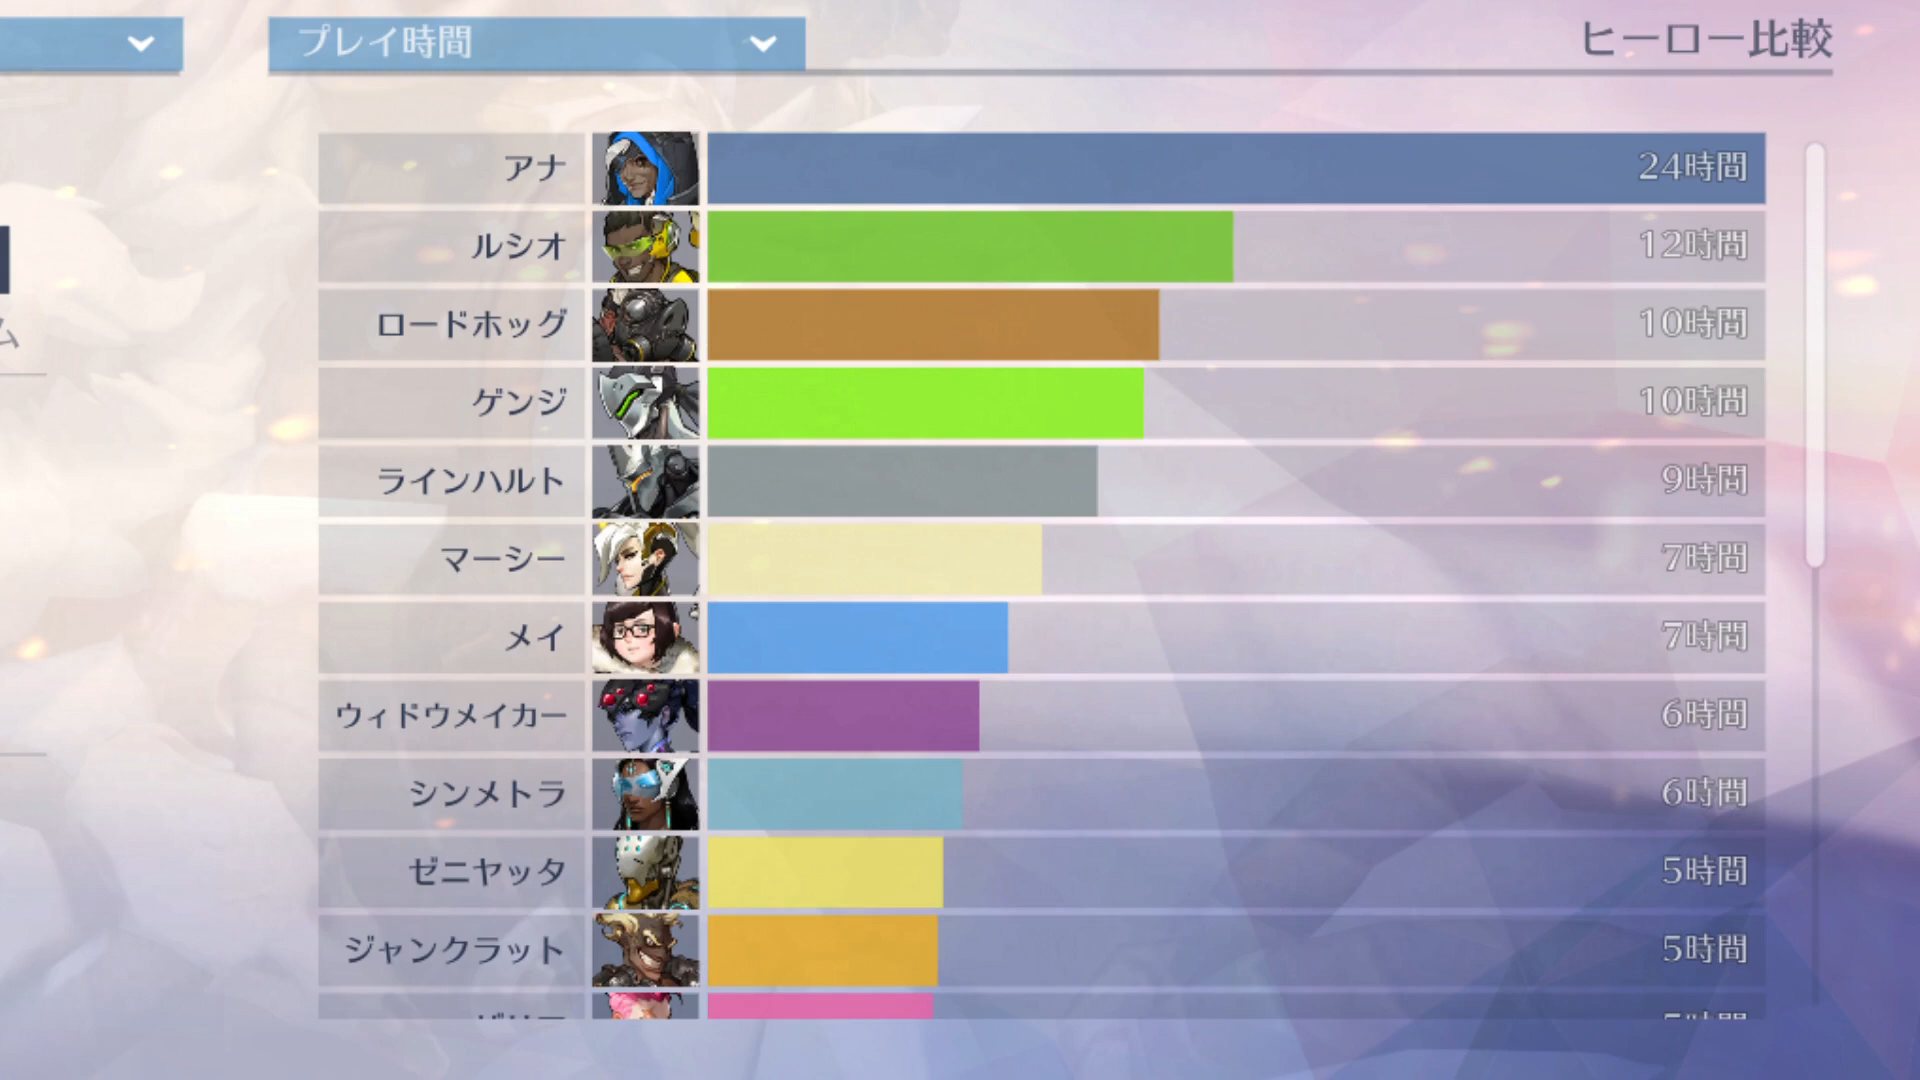 プレイ時間
ヒーロー比較
アナ 24時間
ルシオ 12時間
ロードホッグ 10時間
ゲンジ 10時間
ラインハルト 9時間
マーシー 7時間
メイ 7時間
ム
ウィドウメイカー 6時間
シンメトラ 6時間
ゼニヤッタ 5時間
ジャンクラット 5時間